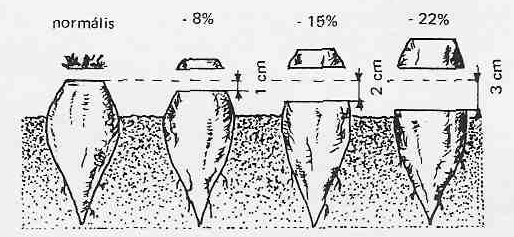 normális - 8% - 15% - 22%
1 cm
2 cm
3 cm